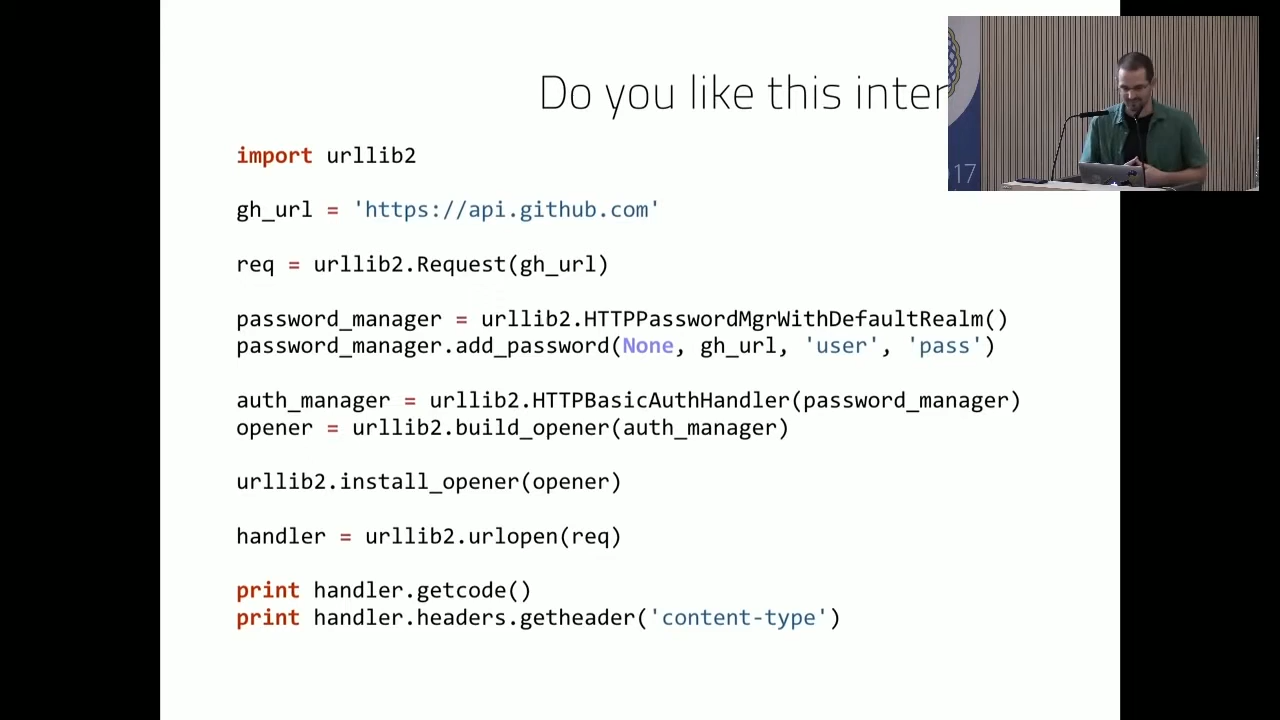 Do you like this inter
import urllib2
gh_url = 'https://api.github.com'
req = urllib2.Request(gh_url)
password_manager = urllib2.HTTPPasswordMgrWithDefaultRealm()
password_manager.add_password(None, gh_url, 'user', 'pass')
auth_manager = urllib2.HTTPBasicAuthHandler(password_manager)
opener = urllib2.build_opener(auth_manager)
urllib2.install_opener(opener)
handler = urllib2.urlopen(req)
print handler.getcode()
print handler.headers.getheader('content-type')
17